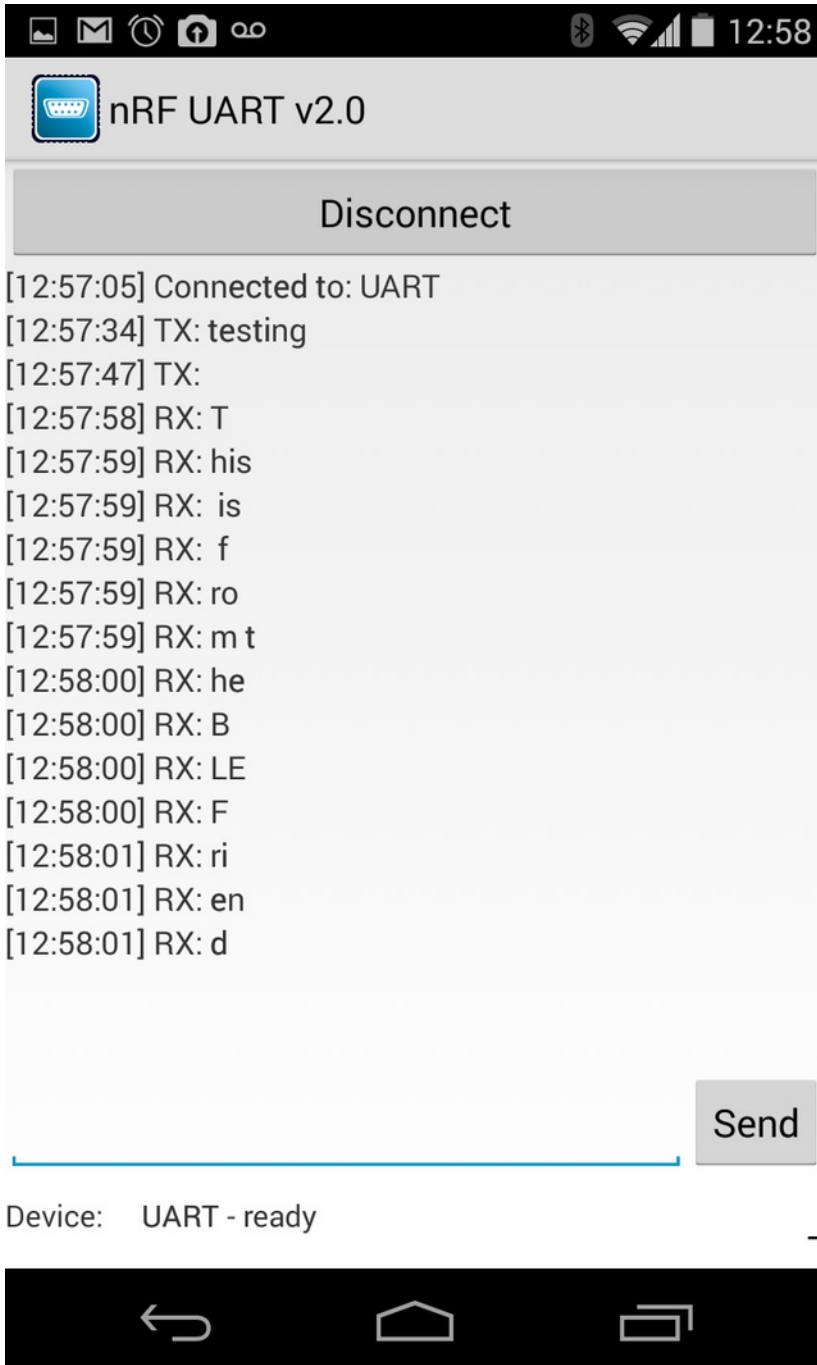 12:58
nRF UART v2.0
Disconnect
[12:57:05] Connected to: UART
[12:57:34] TX: testing
[12:57:47] TX:
[12:57:58] RX: T
[12:57:59] RX: his
[12:57:59] RX:  is
[12:57:59] RX:  f
[12:57:59] RX: ro
[12:57:59] RX: m t
[12:58:00] RX: he
[12:58:00] RX: B
[12:58:00] RX: LE
[12:58:00] RX: F
[12:58:01] RX: ri
[12:58:01] RX: en
[12:58:01] RX: d
Send
Device: UART - ready